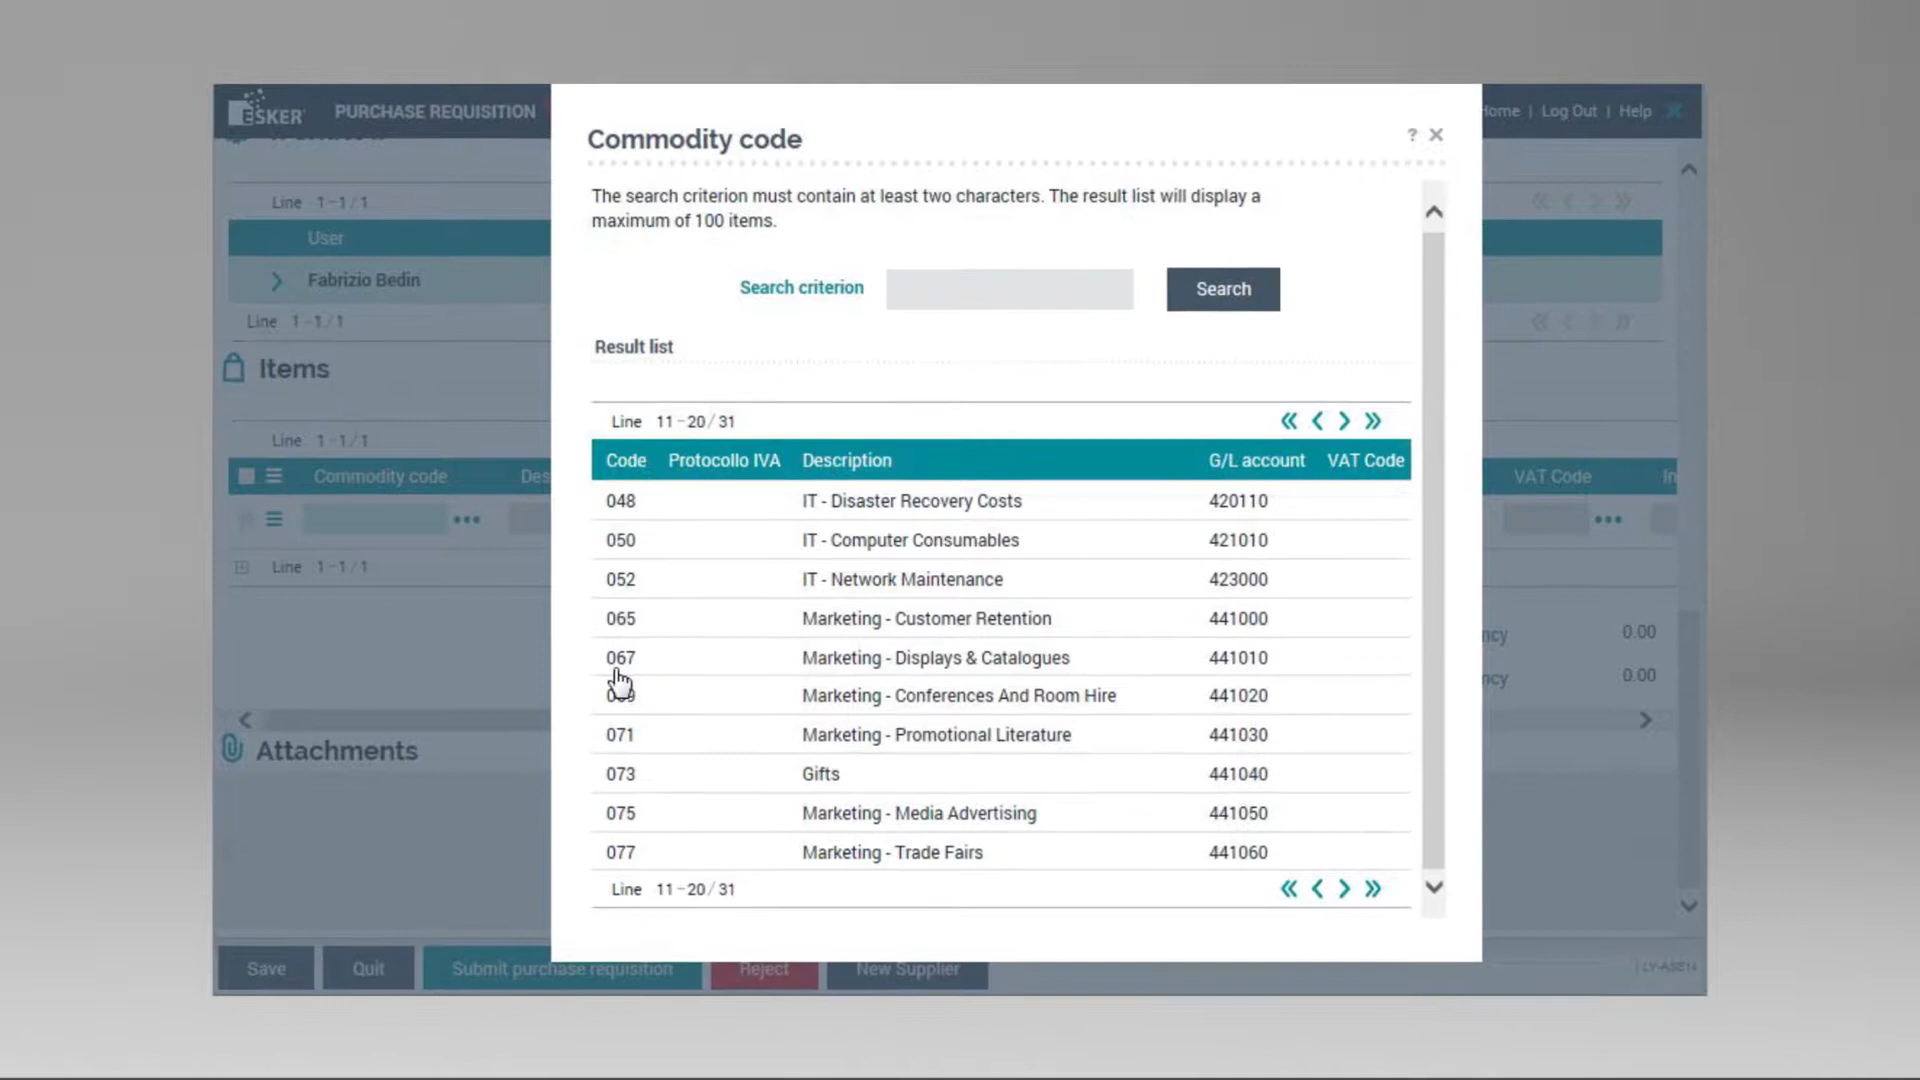 ESKER PURCHASE REQUISITION
Home | Log Out | Help
Commodity code
?
The search criterion must contain at least two characters. The result list will display a
maximum of 100 items.
Search criterion
Search
Result list
Line 11-20/31
Code Protocollo IVA Description G/L account VAT Code
048 IT - Disaster Recovery Costs 420110
050 IT - Computer Consumables 421010
052 IT - Network Maintenance 423000
065 Marketing - Customer Retention 441000
067 Marketing - Displays & Catalogues 441010
Marketing - Conferences And Room Hire 441020
071 Marketing - Promotional Literature 441030
073 Gifts 441040
075 Marketing - Media Advertising 441050
077 Marketing - Trade Fairs 441060
Line 11-20/31
Line 1-1/1
User
Fabrizio Bedin
Line 1-1/1
Items
Line 1-1/1
Commodity code Des VAT Code In
Line 1-1/1
ncy 0.00
ncy 0.00
Attachments
Save Quit Submit purchase requisition Reject New Supplier